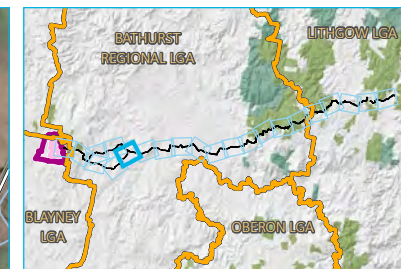 BATHURST
REGIONAL LGA
LITHGOW LGA
BLAYNEY
LGA
OBERON LGA